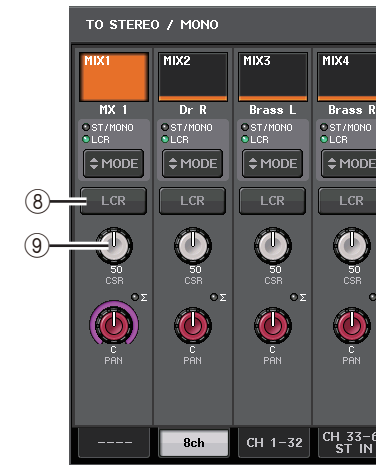 TO STEREO / MONO
MIX1 MIX2 MIX3 MIX4
MX 1 Dr R Brass L Brass R
ST/MONO ST/MONO ST/MONO ST/MONO
LCR LCR LCR LCR
MODE MODE MODE MODE
⑧ LCR LCR LCR LCR
⑨
50 50 50 50
CSR CSR CSR CSR
Σ Σ Σ
C C C C
PAN PAN PAN PAN
---- 8ch CH 1-32 CH 33-6
ST IN